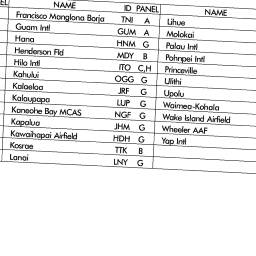 EL NAME ID PANEL NAME
Francisco Manglona Borja TNI A Lihue
Guam Intl GUM A Molokai
Hana HNM G Palau Intl
Henderson Fld MDY B Pohnpei Intl
Hilo Intl ITO C,H Princeville
Kahului OGG G Ulithi
Kalaeloa JRF G Upolu
Kalaupapa LUP G Waimea-Kohala
Kaneohe Bay MCAS NGF G Wake Island Airfield
Kapalua JHM G Wheeler AAF
Kawaihapai Airfield HDH G Yap Intl
Kosrae TTK B
Lanai LNY G